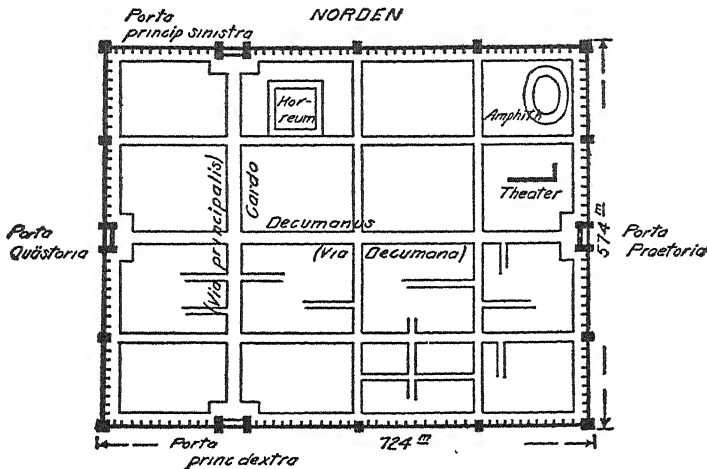 NORDEN
Porta
princip sinistra
Hor-
reum
Amphith
Theater
(Via principalis)
Cardo
Decumanus
(Via Decumana)
Porta
Quästoria
Porta
Praetoria
574 m
724 m
Porta
princ dextra